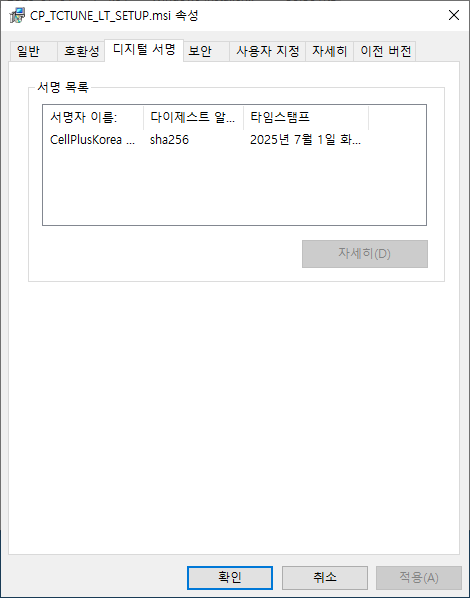 CP_TCTUNE_LT_SETUP.msi 속성
일반 호환성 디지털 서명 보안 사용자 지정 자세히 이전 버전
서명 목록
서명자 이름: 다이제스트 알... 타임스탬프
CellPlusKorea ... sha256 2025년 7월 1일 화...
자세히(D)
확인 취소 적용(A)